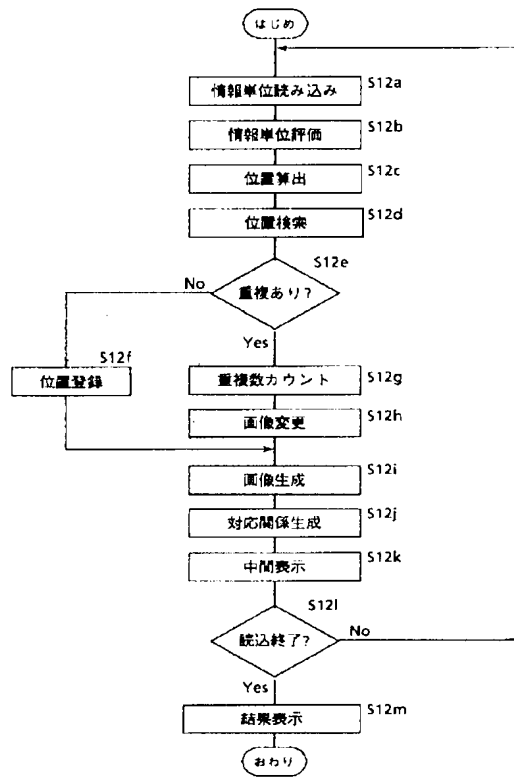 はじめ
情報単位読み込み S12a
情報単位評価 S12b
位置算出 S12c
位置検索 S12d
重複あり? S12e
No
Yes
位置登録 S12f
重複数カウント S12g
画像変更 S12h
画像生成 S12i
対応関係生成 S12j
中間表示 S12k
読込終了? S12l
No
Yes
結果表示 S12m
おわり